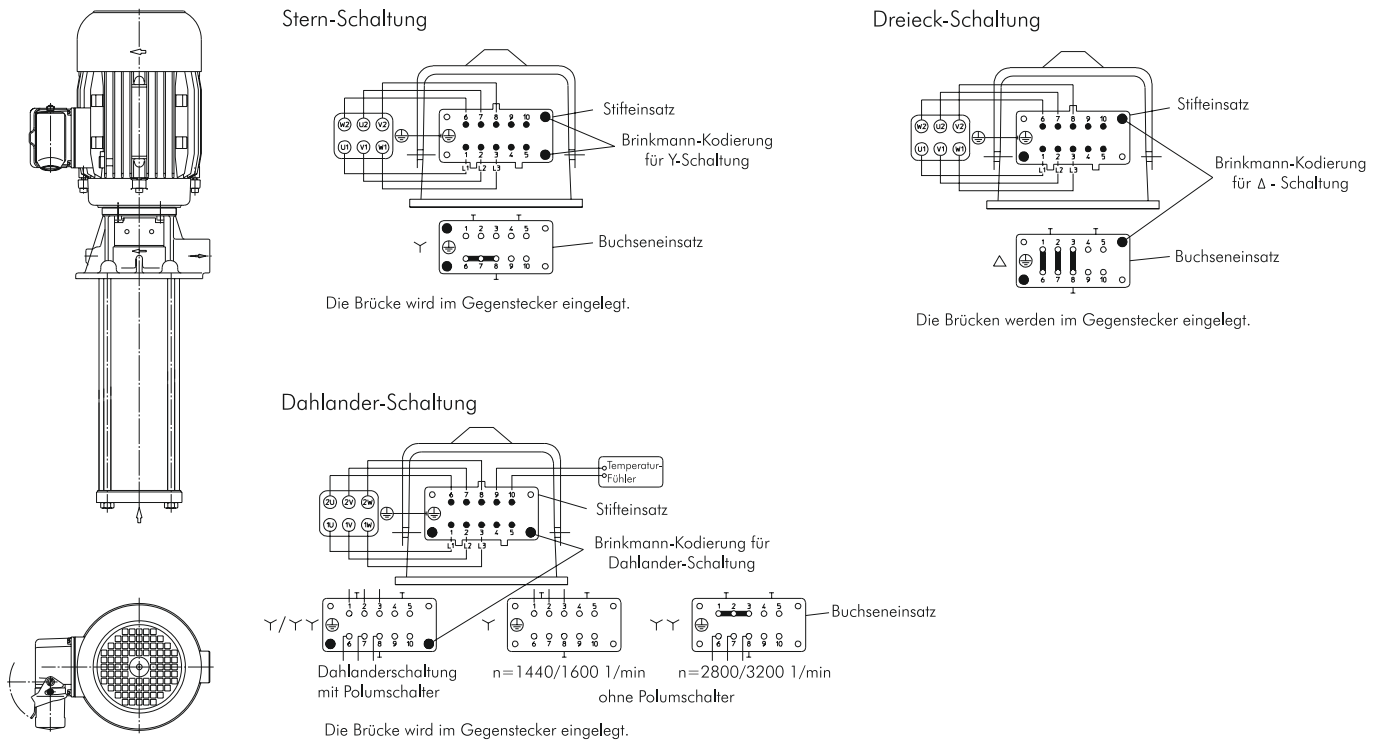 Stern-Schaltung
W2 U2 V2
U1 V1 W1
6 7 8 9 10
1 2 3 4 5
L1 L2 L3
Stifteinsatz
Brinkmann-Kodierung
für Y-Schaltung
Y
1 2 3 4 5
6 7 8 9 10
Buchseneinsatz
Die Brücke wird im Gegenstecker eingelegt.
Dreieck-Schaltung
W2 U2 V2
U1 V1 W1
6 7 8 9 10
1 2 3 4 5
L1 L2 L3
Stifteinsatz
Brinkmann-Kodierung
für Δ - Schaltung
△
1 2 3 4 5
6 7 8 9 10
Buchseneinsatz
Die Brücken werden im Gegenstecker eingelegt.
Dahlander-Schaltung
2U 2V 2W
1U 1V 1W
6 7 8 9 10
1 2 3 4 5
L1 L2 L3
Temperatur-
Fühler
Stifteinsatz
Brinkmann-Kodierung für
Dahlander-Schaltung
Y/YY
1 2 3 4 5
6 7 8 9 10
Dahlanderschaltung
mit Polumschalter
Y
1 2 3 4 5
6 7 8 9 10
n=1440/1600 1/min
YY
1 2 3 4 5
6 7 8 9 10
Buchseneinsatz
n=2800/3200 1/min
ohne Polumschalter
Die Brücke wird im Gegenstecker eingelegt.